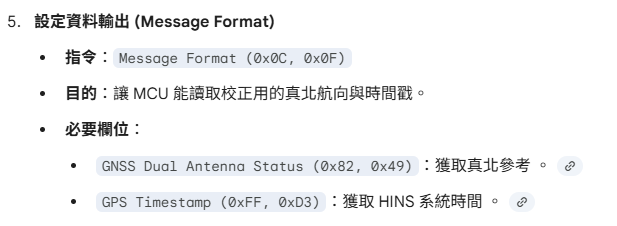 5. 設定資料輸出 (Message Format)
• 指令：Message Format (0x0C, 0x0F)
• 目的：讓 MCU 能讀取校正用的真北航向與時間戳。
• 必要欄位：
• GNSS Dual Antenna Status (0x82, 0x49)：獲取真北參考 。
• GPS Timestamp (0xFF, 0xD3)：獲取 HINS 系統時間 。